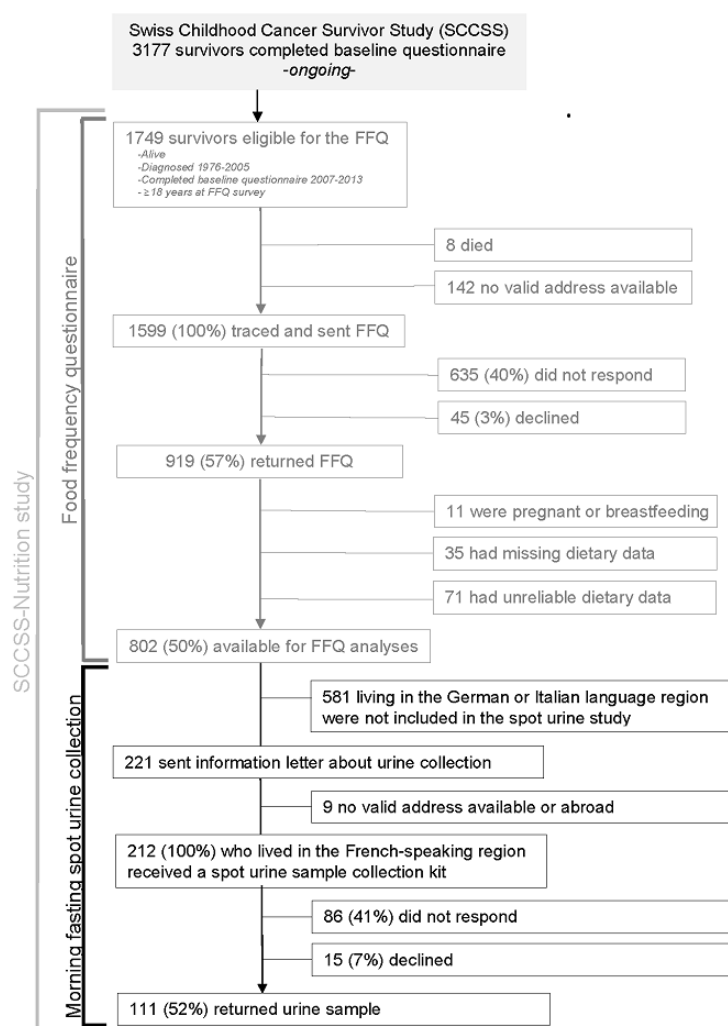 Swiss Childhood Cancer Survivor Study (SCCSS)
3177 survivors completed baseline questionnaire
-ongoing-
1749 survivors eligible for the FFQ
-Alive
-Diagnosed 1976-2005
-Completed baseline questionnaire 2007-2013
- ≥18 years at FFQ survey
8 died
142 no valid address available
1599 (100%) traced and sent FFQ
635 (40%) did not respond
45 (3%) declined
919 (57%) returned FFQ
11 were pregnant or breastfeeding
35 had missing dietary data
71 had unreliable dietary data
802 (50%) available for FFQ analyses
581 living in the German or Italian language region
were not included in the spot urine study
221 sent information letter about urine collection
9 no valid address available or abroad
212 (100%) who lived in the French-speaking region
received a spot urine sample collection kit
86 (41%) did not respond
15 (7%) declined
111 (52%) returned urine sample
SCCSS-Nutrition study
Food frequency questionnaire
Morning fasting spot urine collection